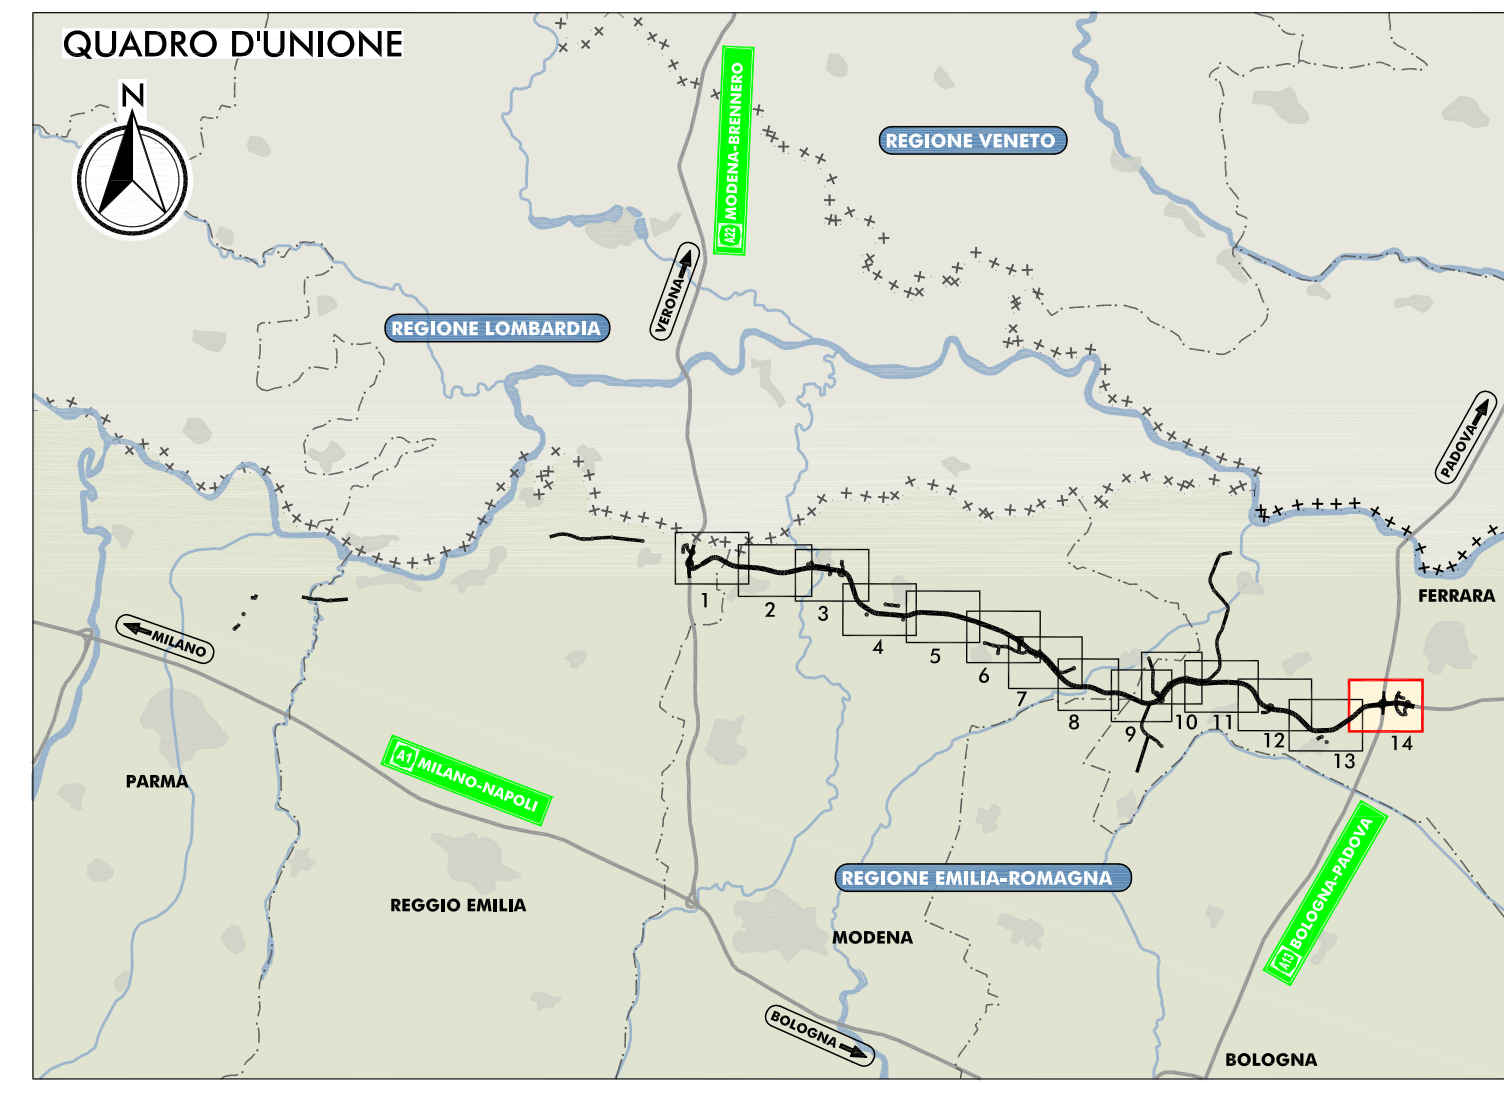 QUADRO D'UNIONE
N
A22 MODENA-BRENNERO
REGIONE VENETO
VERONA
REGIONE LOMBARDIA
PADOVA
FERRARA
MILANO
1
2
3
4
5
6
7
8
9
10
11
12
13
14
PARMA
A1 MILANO-NAPOLI
REGIONE EMILIA-ROMAGNA
A13 BOLOGNA-PADOVA
REGGIO EMILIA
MODENA
BOLOGNA
BOLOGNA